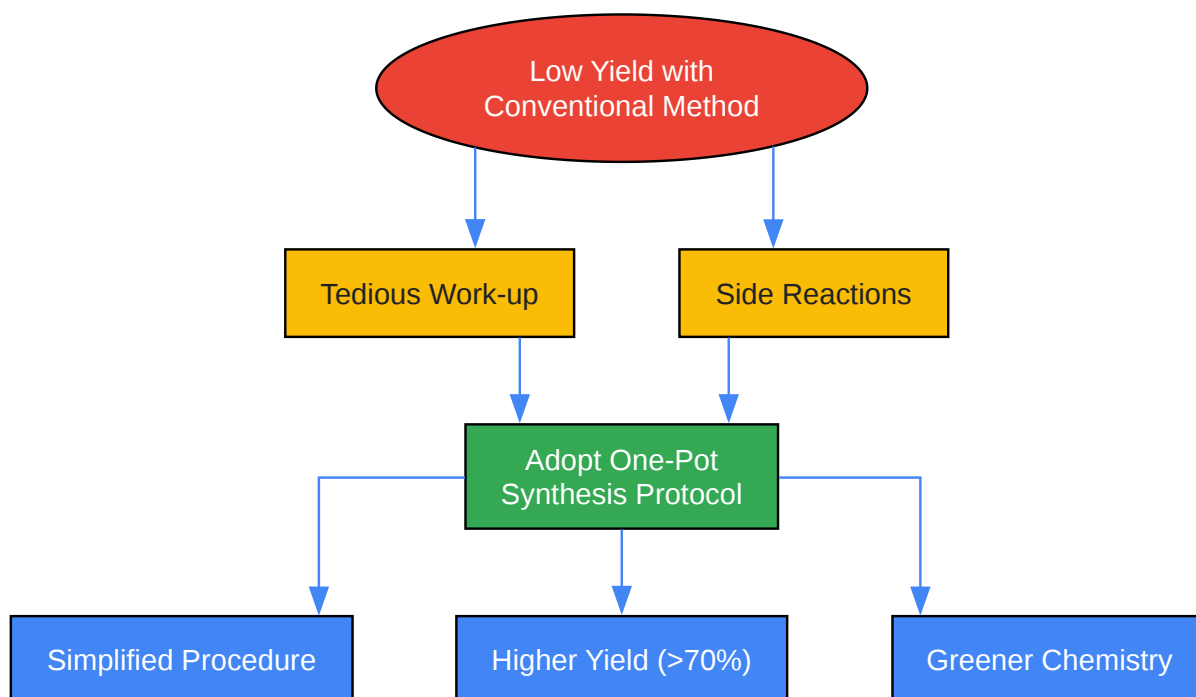 Low Yield with
Conventional Method
Tedious Work-up
Side Reactions
Adopt One-Pot
Synthesis Protocol
Simplified Procedure
Higher Yield (>70%)
Greener Chemistry